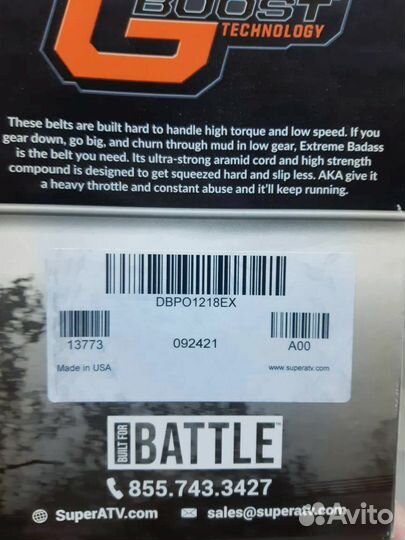 G BOOST
TECHNOLOGY
These belts are built hard to handle high torque and low speed. If you
gear down, go big, and churn through mud in low gear, Extreme Badass
is the belt you need. Its ultra-strong aramid cord and high strength
compound is designed to get squeezed hard and slip less. AKA give it
a heavy throttle and constant abuse and it'll keep running.
DBPO1218EX
13773 092421 A00
Made in USA www.superatv.com
BUILT FOR BATTLE™
855.743.3427
SuperATV.com sales@superatv.com
Avito